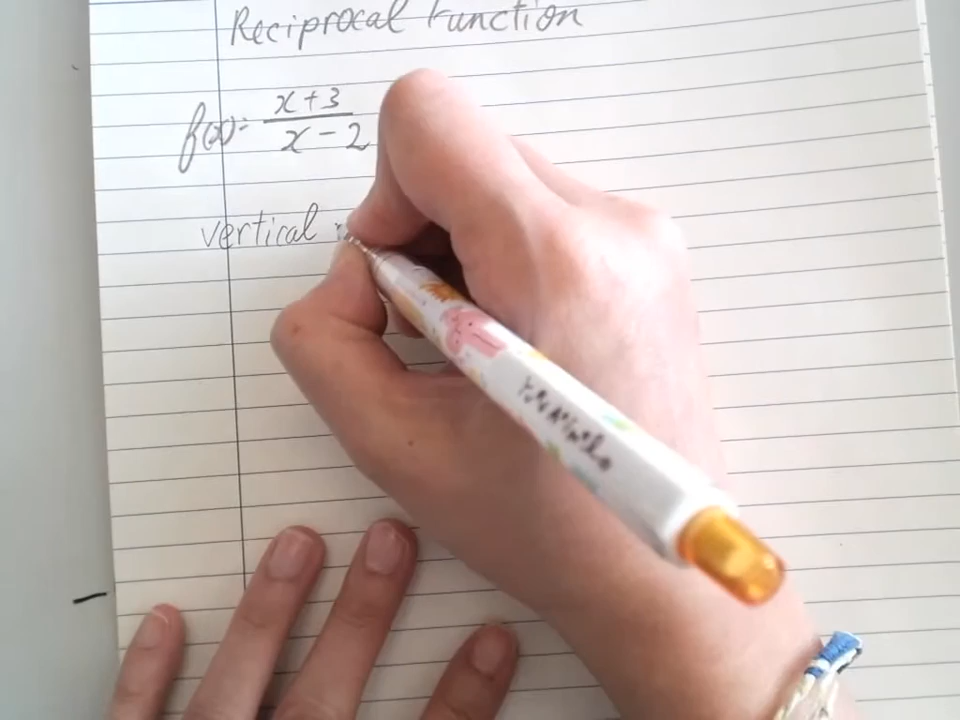 Reciprocal Function
f(x)= x+3 / x-2
vertical